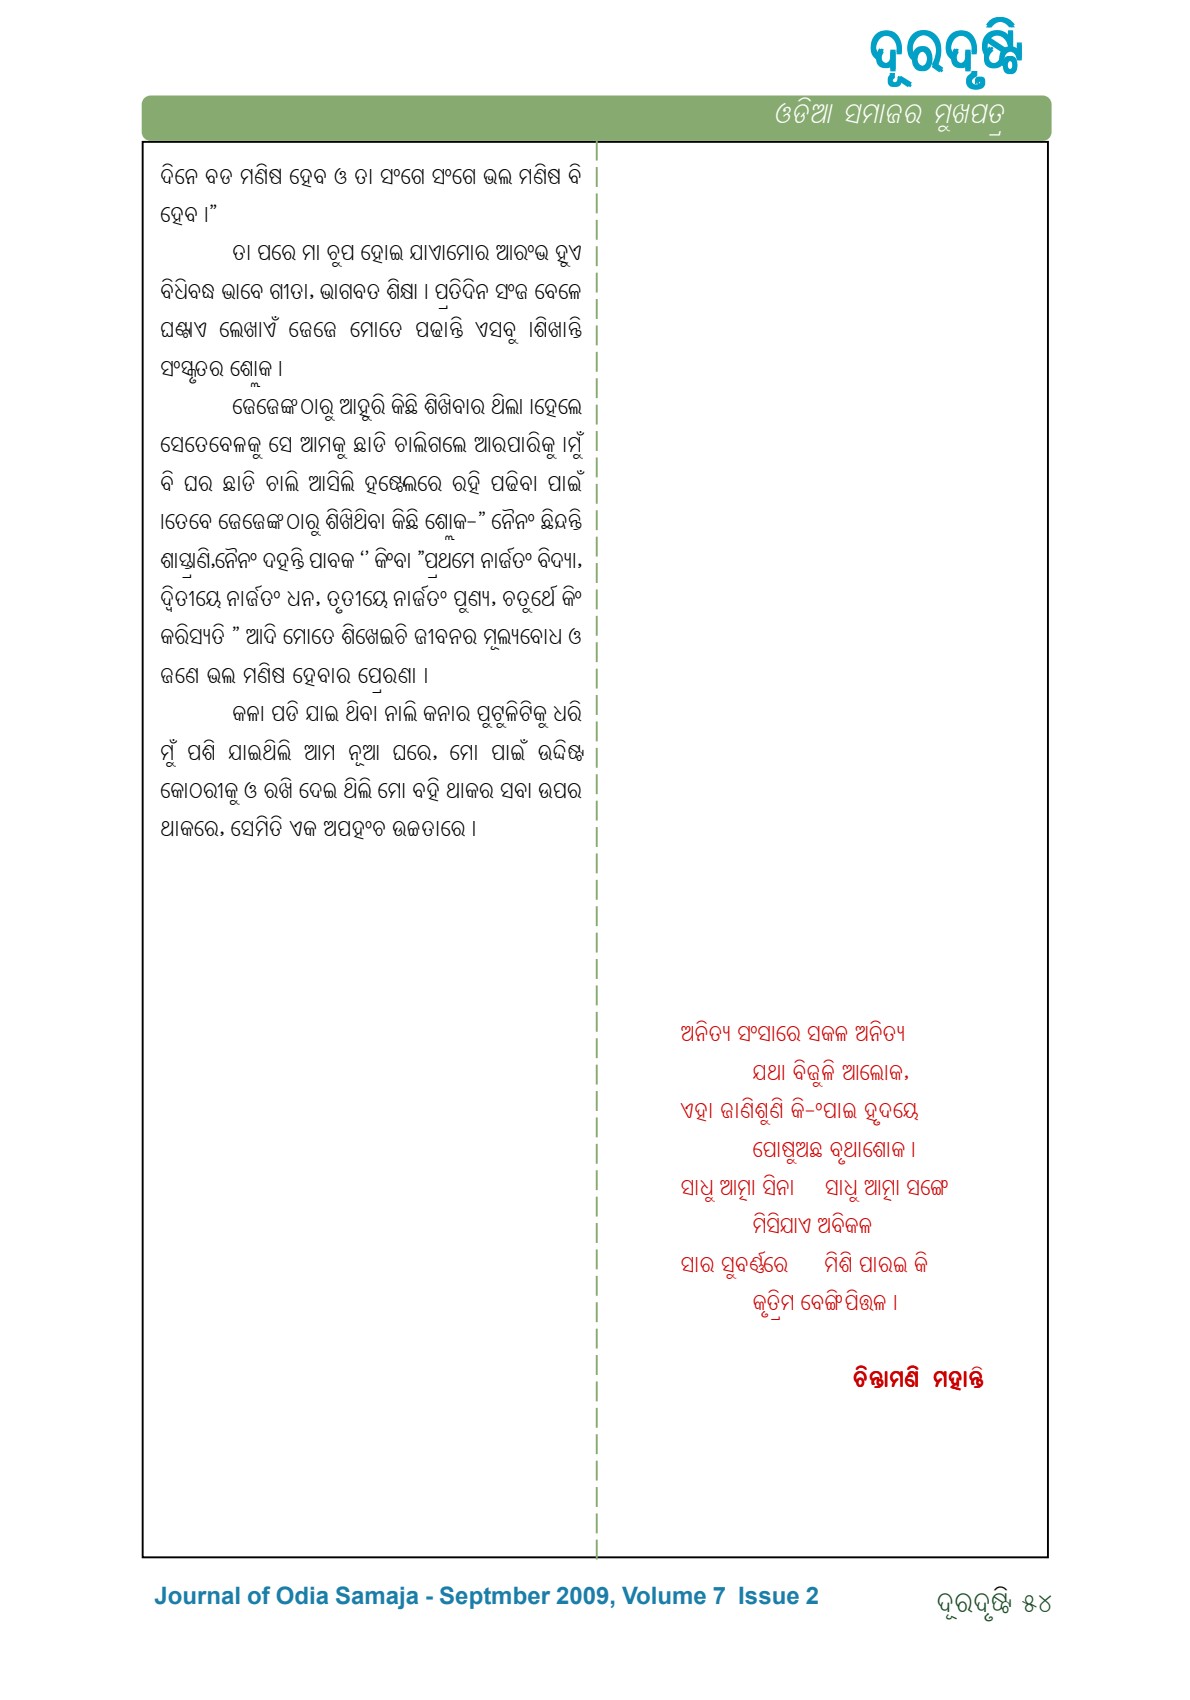 ଦୂରଦୃଷ୍ଟି
ଓଡିଆ ସମାଜର ମୁଖପତ୍ର
ଦିନେ ବଡ ମଣିଷ ହେବ ଓ ତା ସଂଗେ ସଂଗେ ଭଲ ମଣିଷ ବି
ହେବ ।”
ତା ପରେ ମା ଚୁପ ହୋଇ ଯାଏ।ମୋର ଆରଂଭ ହୁଏ
ବିଧିବଦ୍ଧ ଭାବେ ଗୀତା, ଭାଗବତ ଶିକ୍ଷା । ପ୍ରତିଦିନ ସଂଜ ବେଳେ
ଘଣ୍ଟାଏ ଲେଖାଏଁ ଜେଜେ ମୋତେ ପଢାନ୍ତି ଏସବୁ ।ଶିଖାନ୍ତି
ସଂସ୍କୃତର ଶ୍ଲୋକ ।
ଜେଜେଙ୍କଠାରୁ ଆହୁରି କିଛି ଶିଖିବାର ଥିଲା ।ହେଲେ
ସେତେବେଳକୁ ସେ ଆମକୁ ଛାଡି ଚାଲିଗଲେ ଆରପାରିକୁ ।ମୁଁ
ବି ଘର ଛାଡି ଚାଲି ଆସିଲି ହଷ୍ଟେଲରେ ରହି ପଢିବା ପାଇଁ
।ତେବେ ଜେଜେଙ୍କଠାରୁ ଶିଖିଥିବା କିଛି ଶ୍ଲୋକ-” ନୈନଂ ଛିନ୍ଦନ୍ତି
ଶାସ୍ତ୍ରାଣି,ନୈନଂ ଦହନ୍ତି ପାବକ ‘’ କିଂବା ”ପ୍ରଥମେ ନାର୍ଜତଂ ବିଦ୍ୟା,
ଦ୍ୱିତୀୟେ ନାର୍ଜତଂ ଧନ, ତୃତୀୟେ ନାର୍ଜତଂ ପୁଣ୍ୟ, ଚତୁର୍ଥେ କିଂ
କରିସ୍ୟତି ” ଆଦି ମୋତେ ଶିଖେଇଚି ଜୀବନର ମୂଲ୍ୟବୋଧ ଓ
ଜଣେ ଭଲ ମଣିଷ ହେବାର ପ୍ରେରଣା ।
କଳା ପଡି ଯାଇ ଥିବା ନାଲି କନାର ପୁଟୁଳିଟିକୁ ଧରି
ମୁଁ ପଶି ଯାଇଥିଲି ଆମ ନୂଆ ଘରେ, ମୋ ପାଇଁ ଉଦ୍ଦିଷ୍ଟ
କୋଠରୀକୁ ଓ ରଖି ଦେଇ ଥିଲି ମୋ ବହି ଥାକର ସବା ଉପର
ଥାକରେ, ସେମିତି ଏକ ଅପହଂଚ ଉଚ୍ଚତାରେ ।
ଅନିତ୍ୟ ସଂସାରେ ସକଳ ଅନିତ୍ୟ
ଯଥା ବିଜୁଳି ଆଲୋକ,
ଏହା ଜାଣିଶୁଣି କି-ଂପାଇ ହୃଦୟେ
ପୋଷୁଅଛ ବୃଥାଶୋକ ।
ସାଧୁ ଆତ୍ମା ସିନା ସାଧୁ ଆତ୍ମା ସଙ୍ଗେ
ମିସିଯାଏ ଅବିକଳ
ସାର ସୁବର୍ଣ୍ଣରେ ମିଶି ପାରଇ କି
କୃତ୍ରିମ ବେଙ୍ଗିପିତ୍ତଳ ।
ଚିନ୍ତାମଣି ମହାନ୍ତି
Journal of Odia Samaja - Septmber 2009, Volume 7 Issue 2
ଦୂରଦୃଷ୍ଟି ୫୪